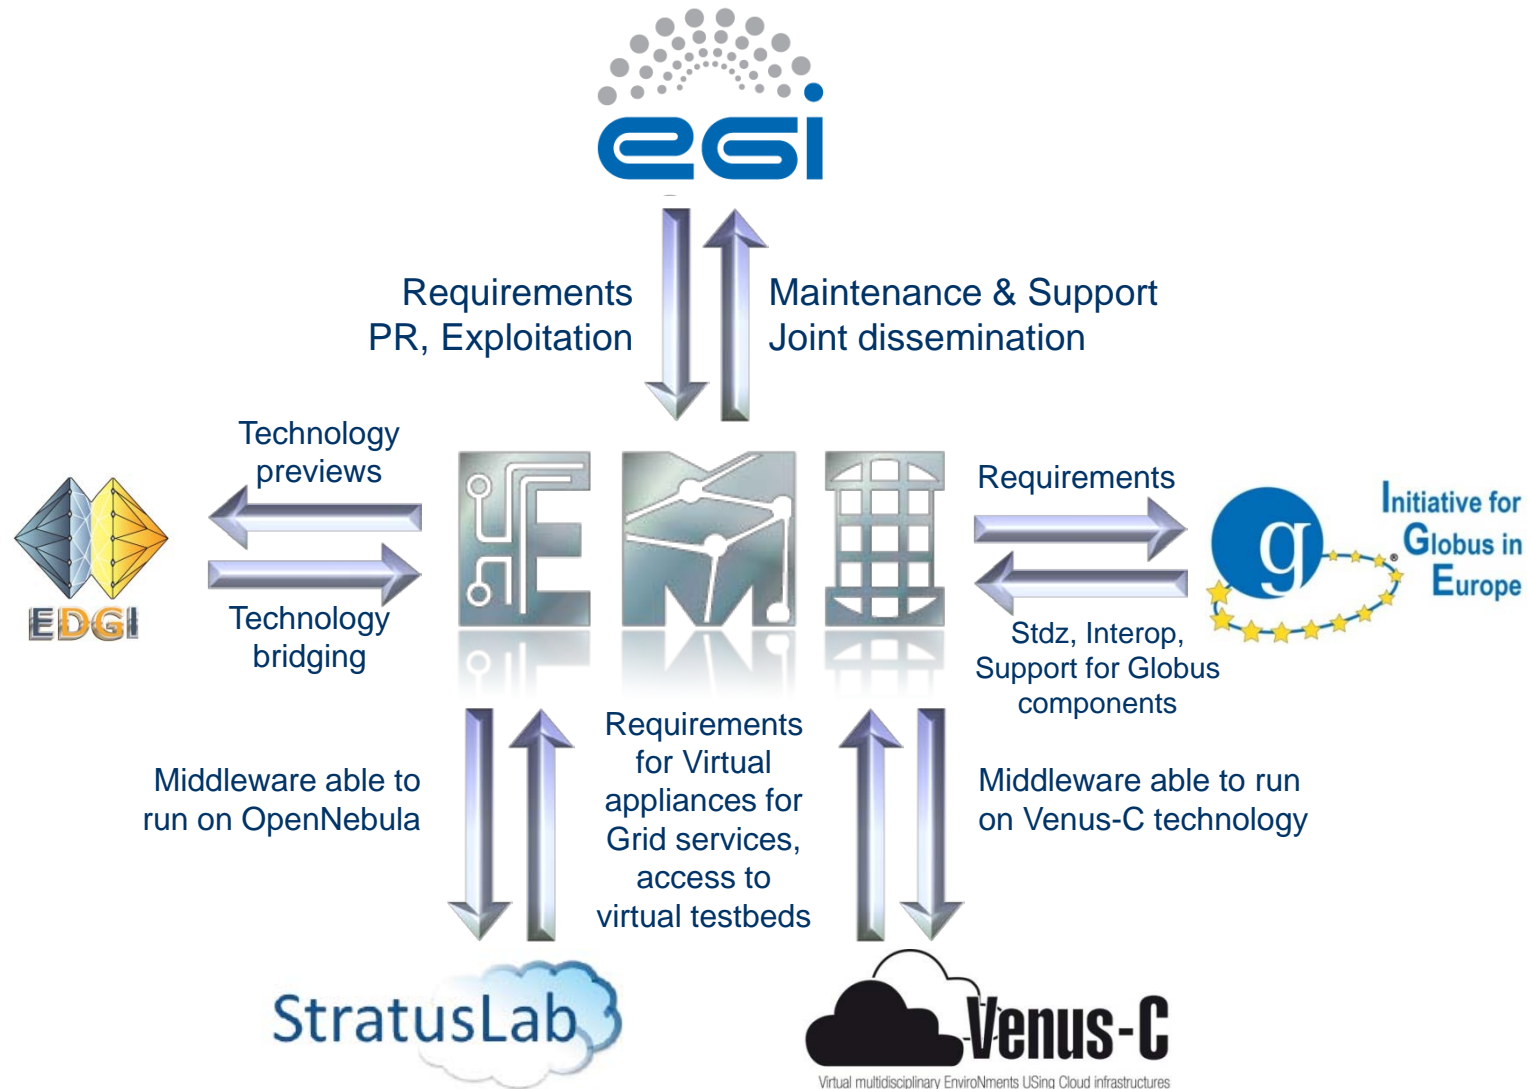 egi
Requirements
PR, Exploitation
Maintenance & Support
Joint dissemination
Technology
previews
EDGI
Technology
bridging
EMI
Requirements
g
®
Initiative for
Globus in
Europe
Stdz, Interop,
Support for Globus
components
Middleware able to
run on OpenNebula
Requirements
for Virtual
appliances for
Grid services,
access to
virtual testbeds
Middleware able to run
on Venus-C technology
StratusLab
Venus-C
Virtual multidisciplinary EnviroNments USing Cloud infrastructures